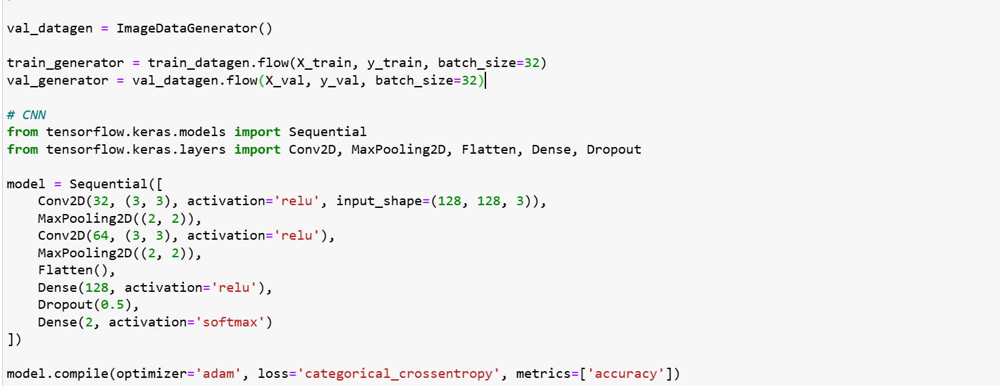 val_datagen = ImageDataGenerator()
train_generator = train_datagen.flow(X_train, y_train, batch_size=32)
val_generator = val_datagen.flow(X_val, y_val, batch_size=32)
# CNN
from tensorflow.keras.models import Sequential
from tensorflow.keras.layers import Conv2D, MaxPooling2D, Flatten, Dense, Dropout
model = Sequential([
    Conv2D(32, (3, 3), activation='relu', input_shape=(128, 128, 3)),
    MaxPooling2D((2, 2)),
    Conv2D(64, (3, 3), activation='relu'),
    MaxPooling2D((2, 2)),
    Flatten(),
    Dense(128, activation='relu'),
    Dropout(0.5),
    Dense(2, activation='softmax')
])
model.compile(optimizer='adam', loss='categorical_crossentropy', metrics=['accuracy'])